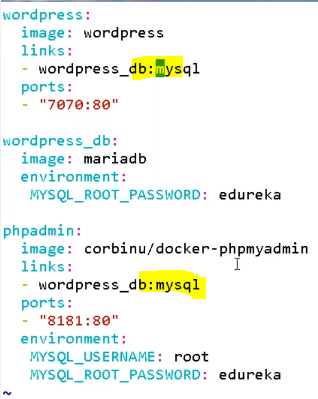 wordpress:
  image: wordpress
  links:
  - wordpress_db:mysql
  ports:
  - "7070:80"
wordpress_db:
  image: mariadb
  environment:
   MYSQL_ROOT_PASSWORD: edureka
phpadmin:
  image: corbinu/docker-phpmyadmin
  links:
  - wordpress_db:mysql
  ports:
  - "8181:80"
  environment:
   MYSQL_USERNAME: root
   MYSQL_ROOT_PASSWORD: edureka
~